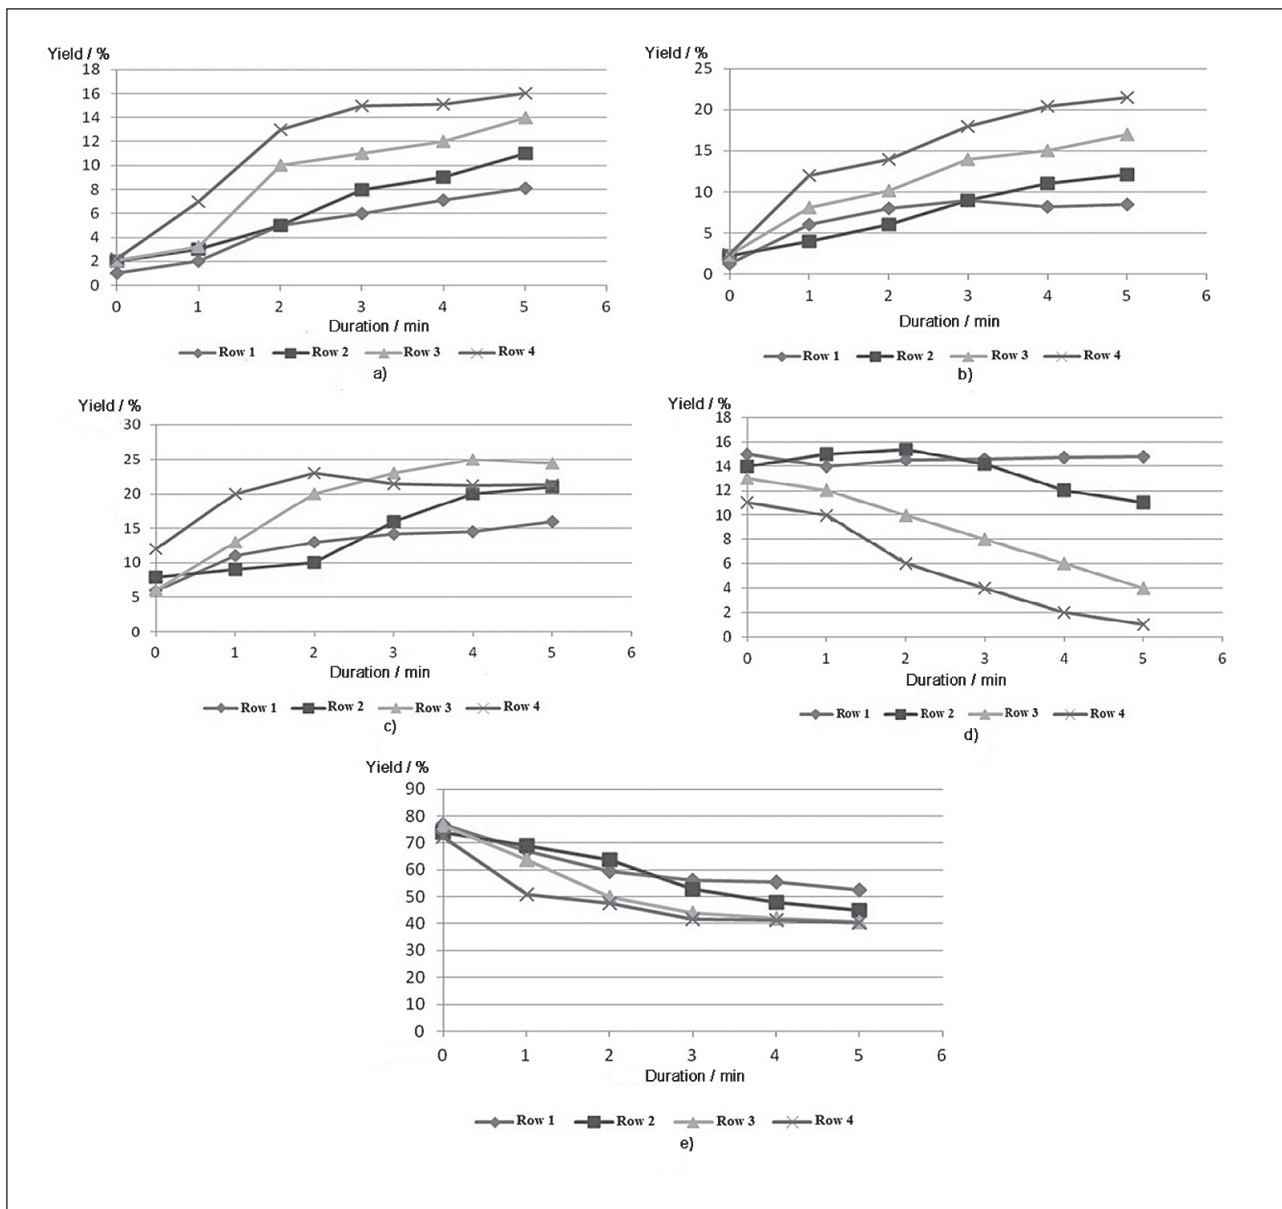 Yield / %
18
16
14
12
10
8
6
4
2
0
0 1 2 3 4 5 6
Duration / min
Row 1 Row 2 Row 3 Row 4
a)
Yield / %
25
20
15
10
5
0
0 1 2 3 4 5 6
Duration / min
Row 1 Row 2 Row 3 Row 4
b)
Yield / %
30
25
20
15
10
5
0
0 1 2 3 4 5 6
Duration / min
Row 1 Row 2 Row 3 Row 4
c)
Yield / %
18
16
14
12
10
8
6
4
2
0
0 1 2 3 4 5 6
Duration / min
Row 1 Row 2 Row 3 Row 4
d)
Yield / %
90
80
70
60
50
40
30
20
10
0
0 1 2 3 4 5 6
Duration / min
Row 1 Row 2 Row 3 Row 4
e)